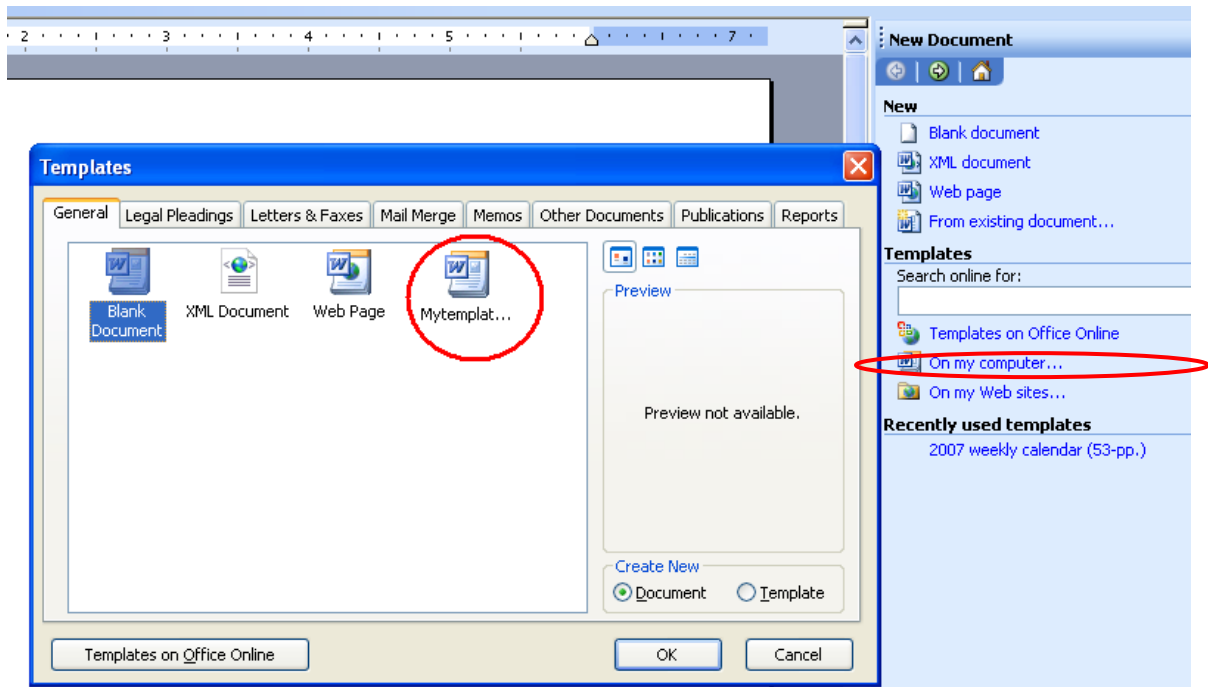 2 3 4 5 7
New Document
New
Blank document
XML document
Web page
From existing document...
Templates
Search online for:
Templates on Office Online
On my computer...
On my Web sites...
Recently used templates
2007 weekly calendar (53-pp.)
Templates
General Legal Pleadings Letters & Faxes Mail Merge Memos Other Documents Publications Reports
Blank
Document
XML Document
Web Page
Mytemplat...
Preview
Preview not available.
Create New
Document Template
Templates on Office Online OK Cancel